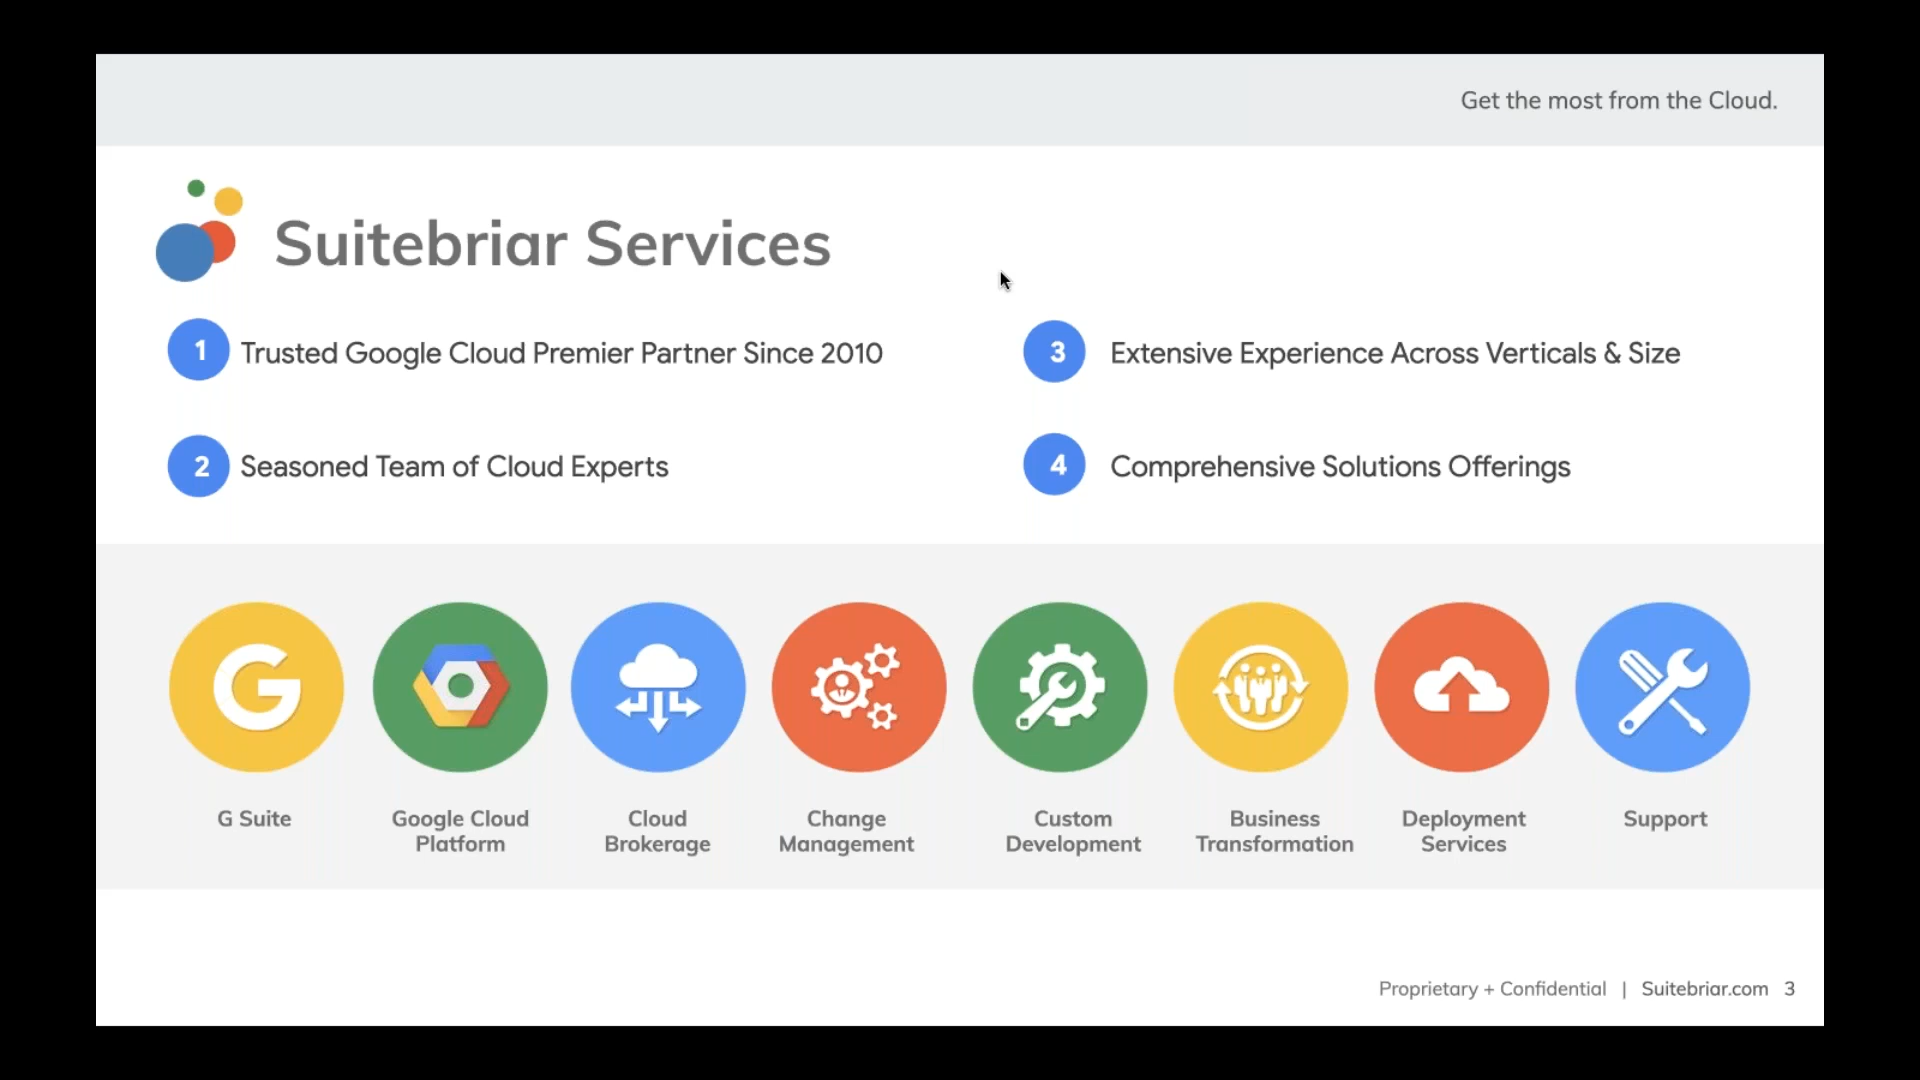 Get the most from the Cloud.
Suitebriar Services
1 Trusted Google Cloud Premier Partner Since 2010
2 Seasoned Team of Cloud Experts
3 Extensive Experience Across Verticals & Size
4 Comprehensive Solutions Offerings
G
G Suite
Google Cloud
Platform
Cloud
Brokerage
Change
Management
Custom
Development
Business
Transformation
Deployment
Services
Support
Proprietary + Confidential | Suitebriar.com 3